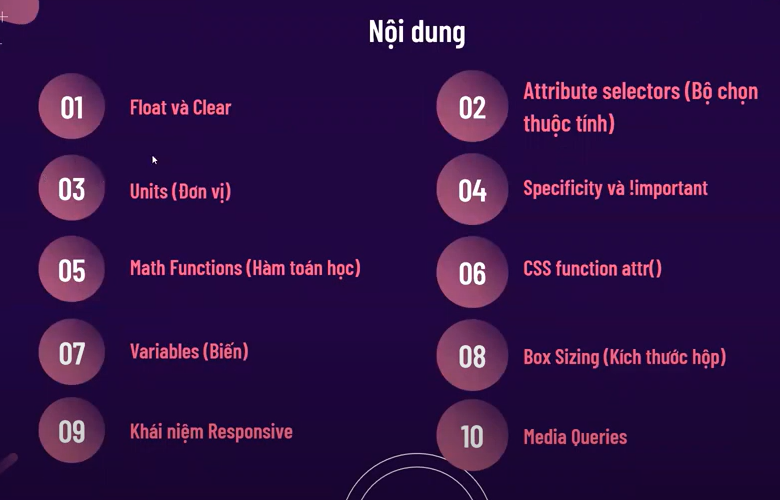 Nội dung
01
Float và Clear
02
Attribute selectors (Bộ chọn
thuộc tính)
03
Units (Đơn vị)
04
Specificity và !important
05
Math Functions (Hàm toán học)
06
CSS function attr()
07
Variables (Biến)
08
Box Sizing (Kích thước hộp)
09
Khái niệm Responsive
10
Media Queries